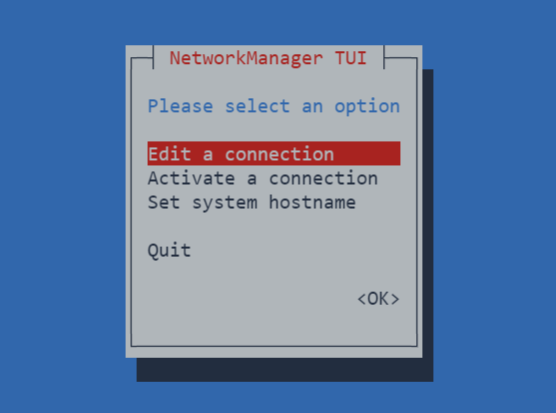 NetworkManager TUI
Please select an option
Edit a connection
Activate a connection
Set system hostname
Quit
<OK>